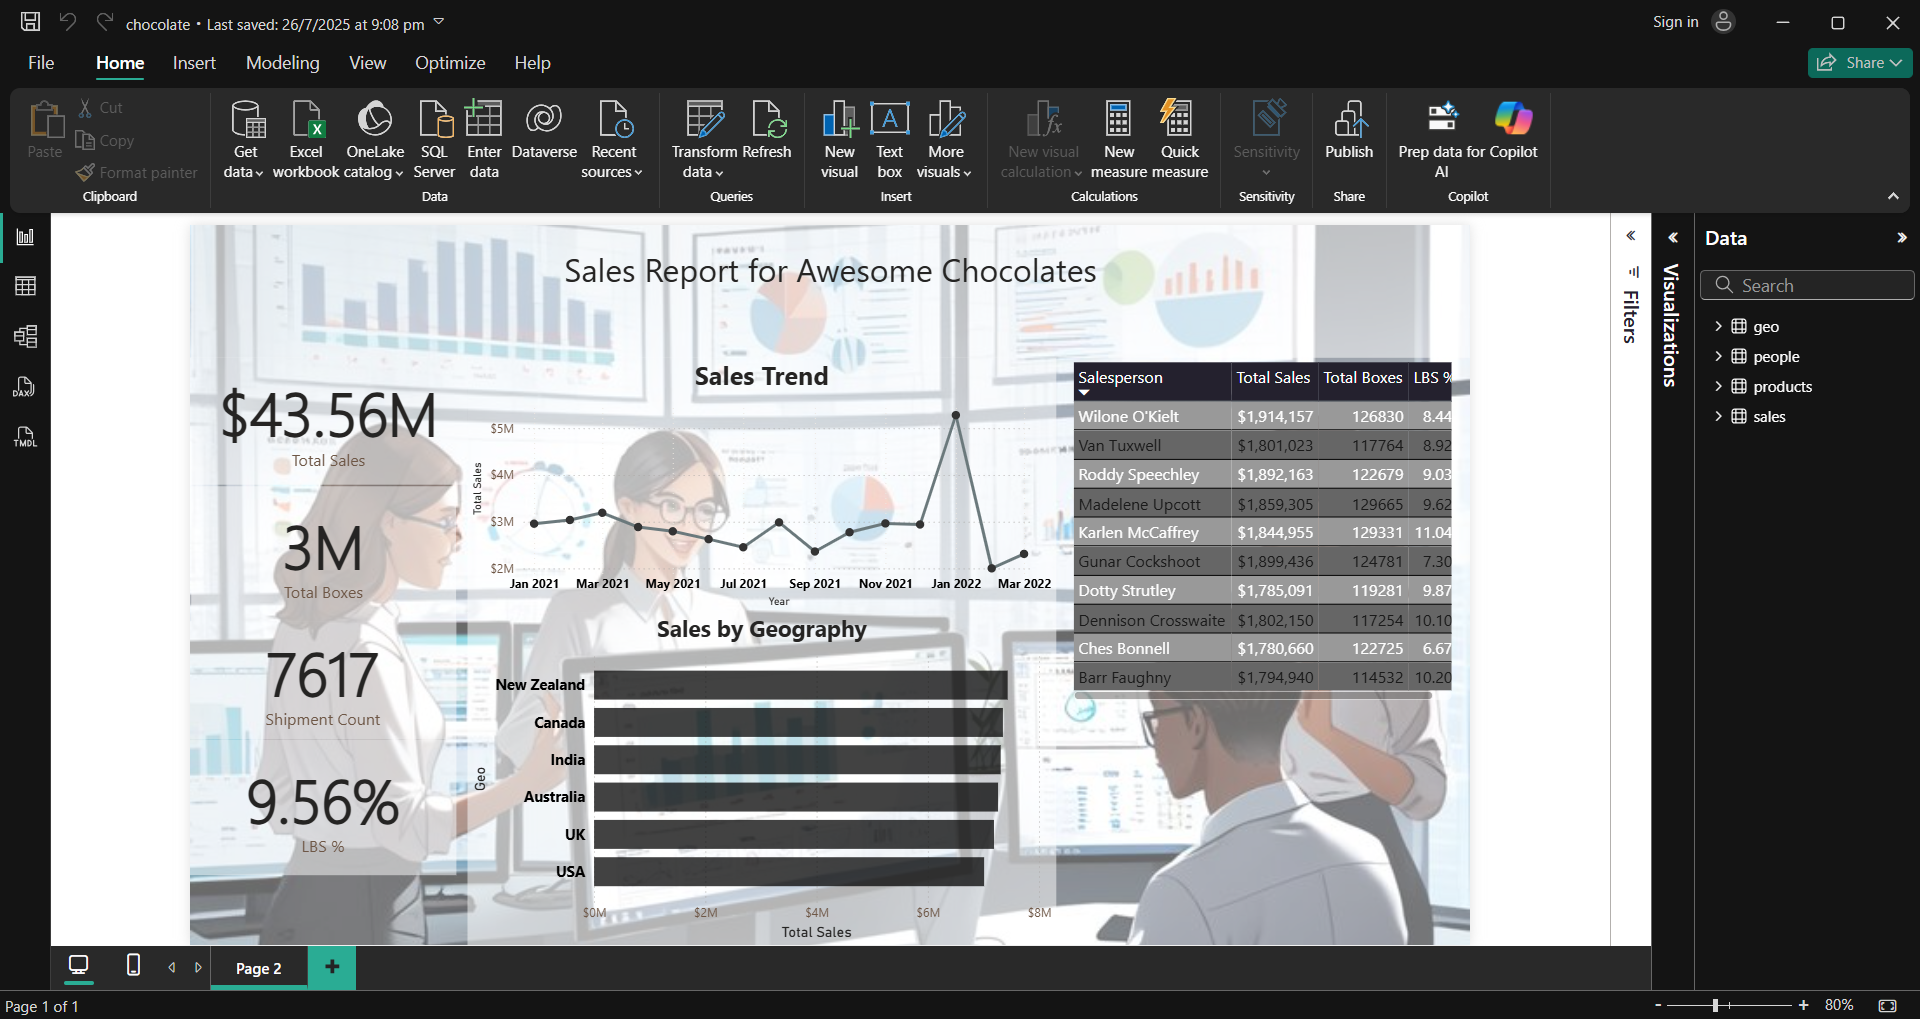 chocolate • Last saved: 26/7/2025 at 9:08 pm
Sign in
File Home Insert Modeling View Optimize Help
Share
Paste
Cut
Copy
Format painter
Clipboard
Get data
Excel workbook
OneLake catalog
SQL Server
Enter data
Dataverse
Recent sources
Data
Transform data
Refresh
Queries
New visual
Text box
More visuals
Insert
New visual calculation
New measure
Quick measure
Calculations
Sensitivity
Sensitivity
Publish
Share
Prep data for AI
Copilot
Copilot
DAX
TMDL
Sales Report for Awesome Chocolates
$43.56M
Total Sales
3M
Total Boxes
7617
Shipment Count
9.56%
LBS %
Sales Trend
Total Sales
$5M
$4M
$3M
$2M
Jan 2021 Mar 2021 May 2021 Jul 2021 Sep 2021 Nov 2021 Jan 2022 Mar 2022
Year
Sales by Geography
Geo
New Zealand
Canada
India
Australia
UK
USA
$0M $2M $4M $6M $8M
Total Sales
Salesperson Total Sales Total Boxes LBS %
Wilone O'Kielt $1,914,157 126830 8.44
Van Tuxwell $1,801,023 117764 8.92
Roddy Speechley $1,892,163 122679 9.03
Madelene Upcott $1,859,305 129665 9.62
Karlen McCaffrey $1,844,955 129331 11.04
Gunar Cockshoot $1,899,436 124781 7.30
Dotty Strutley $1,785,091 119281 9.87
Dennison Crosswaite $1,802,150 117254 10.10
Ches Bonnell $1,780,660 122725 6.67
Barr Faughny $1,794,940 114532 10.20
Filters
Visualizations
Data
Search
geo
people
products
sales
Page 2
Page 1 of 1
80%